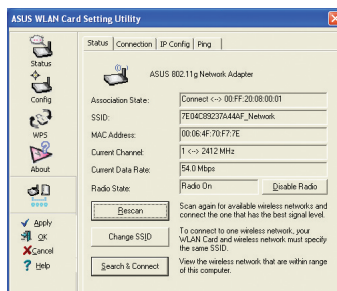 ASUS WLAN Card Setting Utility
Status
Config
WPS
About
Apply
OK
Cancel
Help
Status Connection IP Config Ping
ASUS 802.11g Network Adapter
Association State: Connect <--> 00:FF:20:08:00:01
SSID: 7E04C89237A44AF_Network
MAC Address: 00:06:4F:70:F7:7E
Current Channel: 1 <--> 2412 MHz
Current Data Rate: 54.0 Mbps
Radio State: Radio On Disable Radio
Rescan
Scan again for available wireless networks and
connect the one that has the best signal level.
Change SSID
To connect to one wireless network, your
WLAN Card and wireless network must specify
the same SSID.
Search & Connect
View the wireless network that are within range
of this computer.